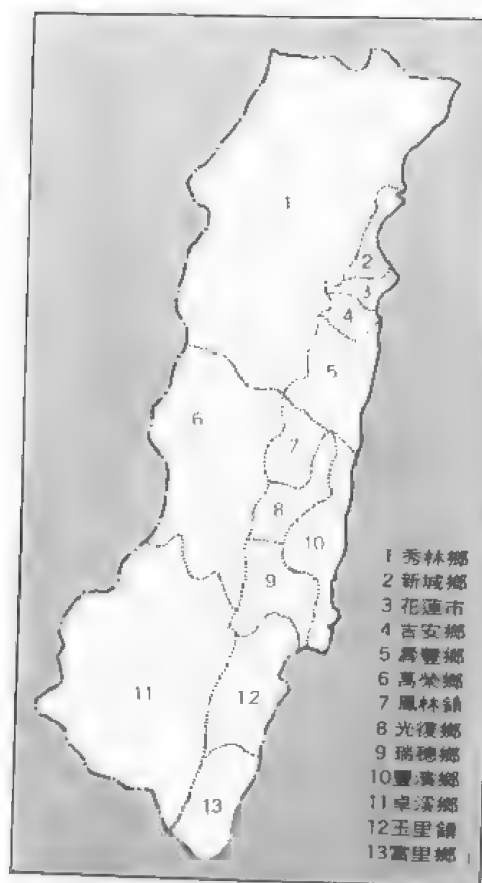 1
2
3
4
5
6
7
8
10
9
11
12
13
1 秀林鄉
2 新城鄉
3 花蓮市
4 吉安鄉
5 壽豐鄉
6 萬榮鄉
7 鳳林鎮
8 光復鄉
9 瑞穗鄉
10 豐濱鄉
11 卓溪鄉
12 玉里鎮
13 富里鄉